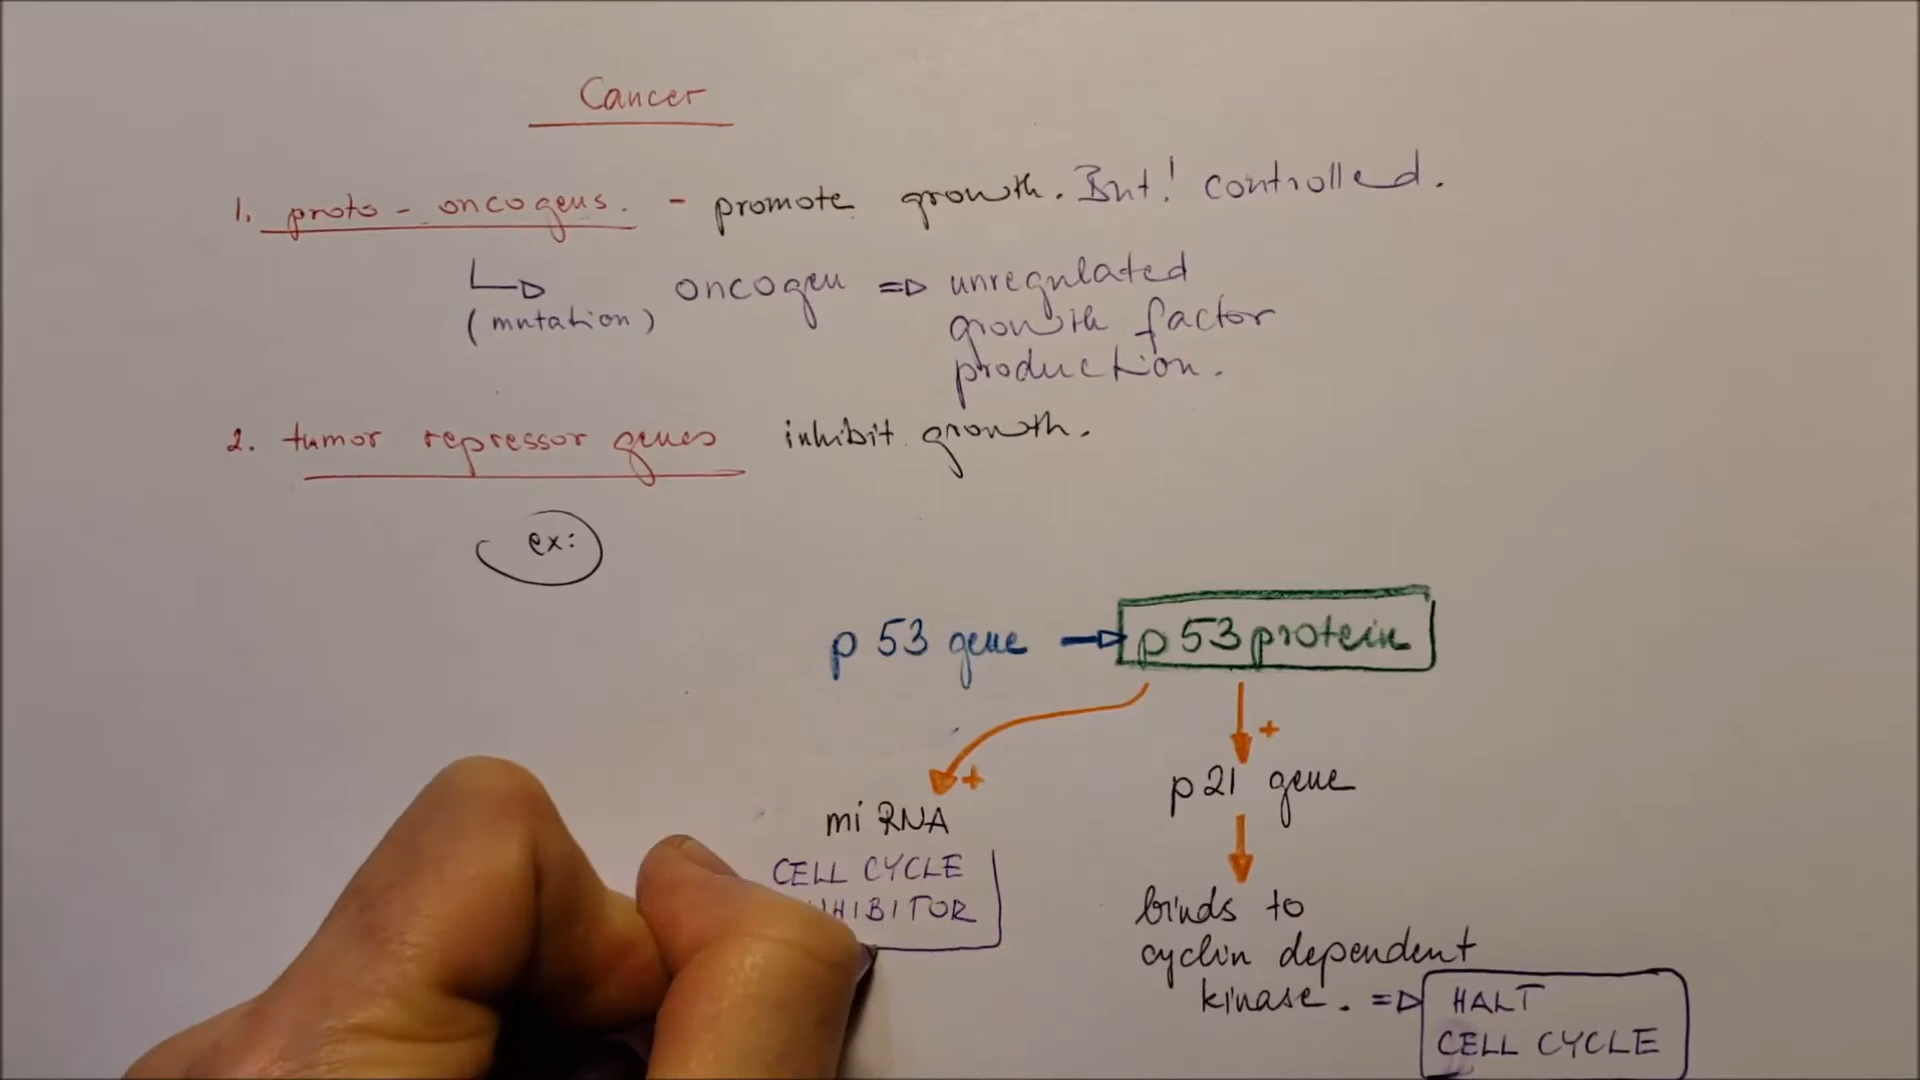 Cancer
1. proto - oncogens. - promote growth. But! controlled.
(mutation) oncogen => unregulated
growth factor
production.
2. tumor repressor genes inhibit growth.
ex:
p 53 gene p 53 protein
+
+
p21 gene
mi RNA
CELL CYCLE
HIBITOR
binds to
cyclin dependent
kinase. => HALT
CELL CYCLE